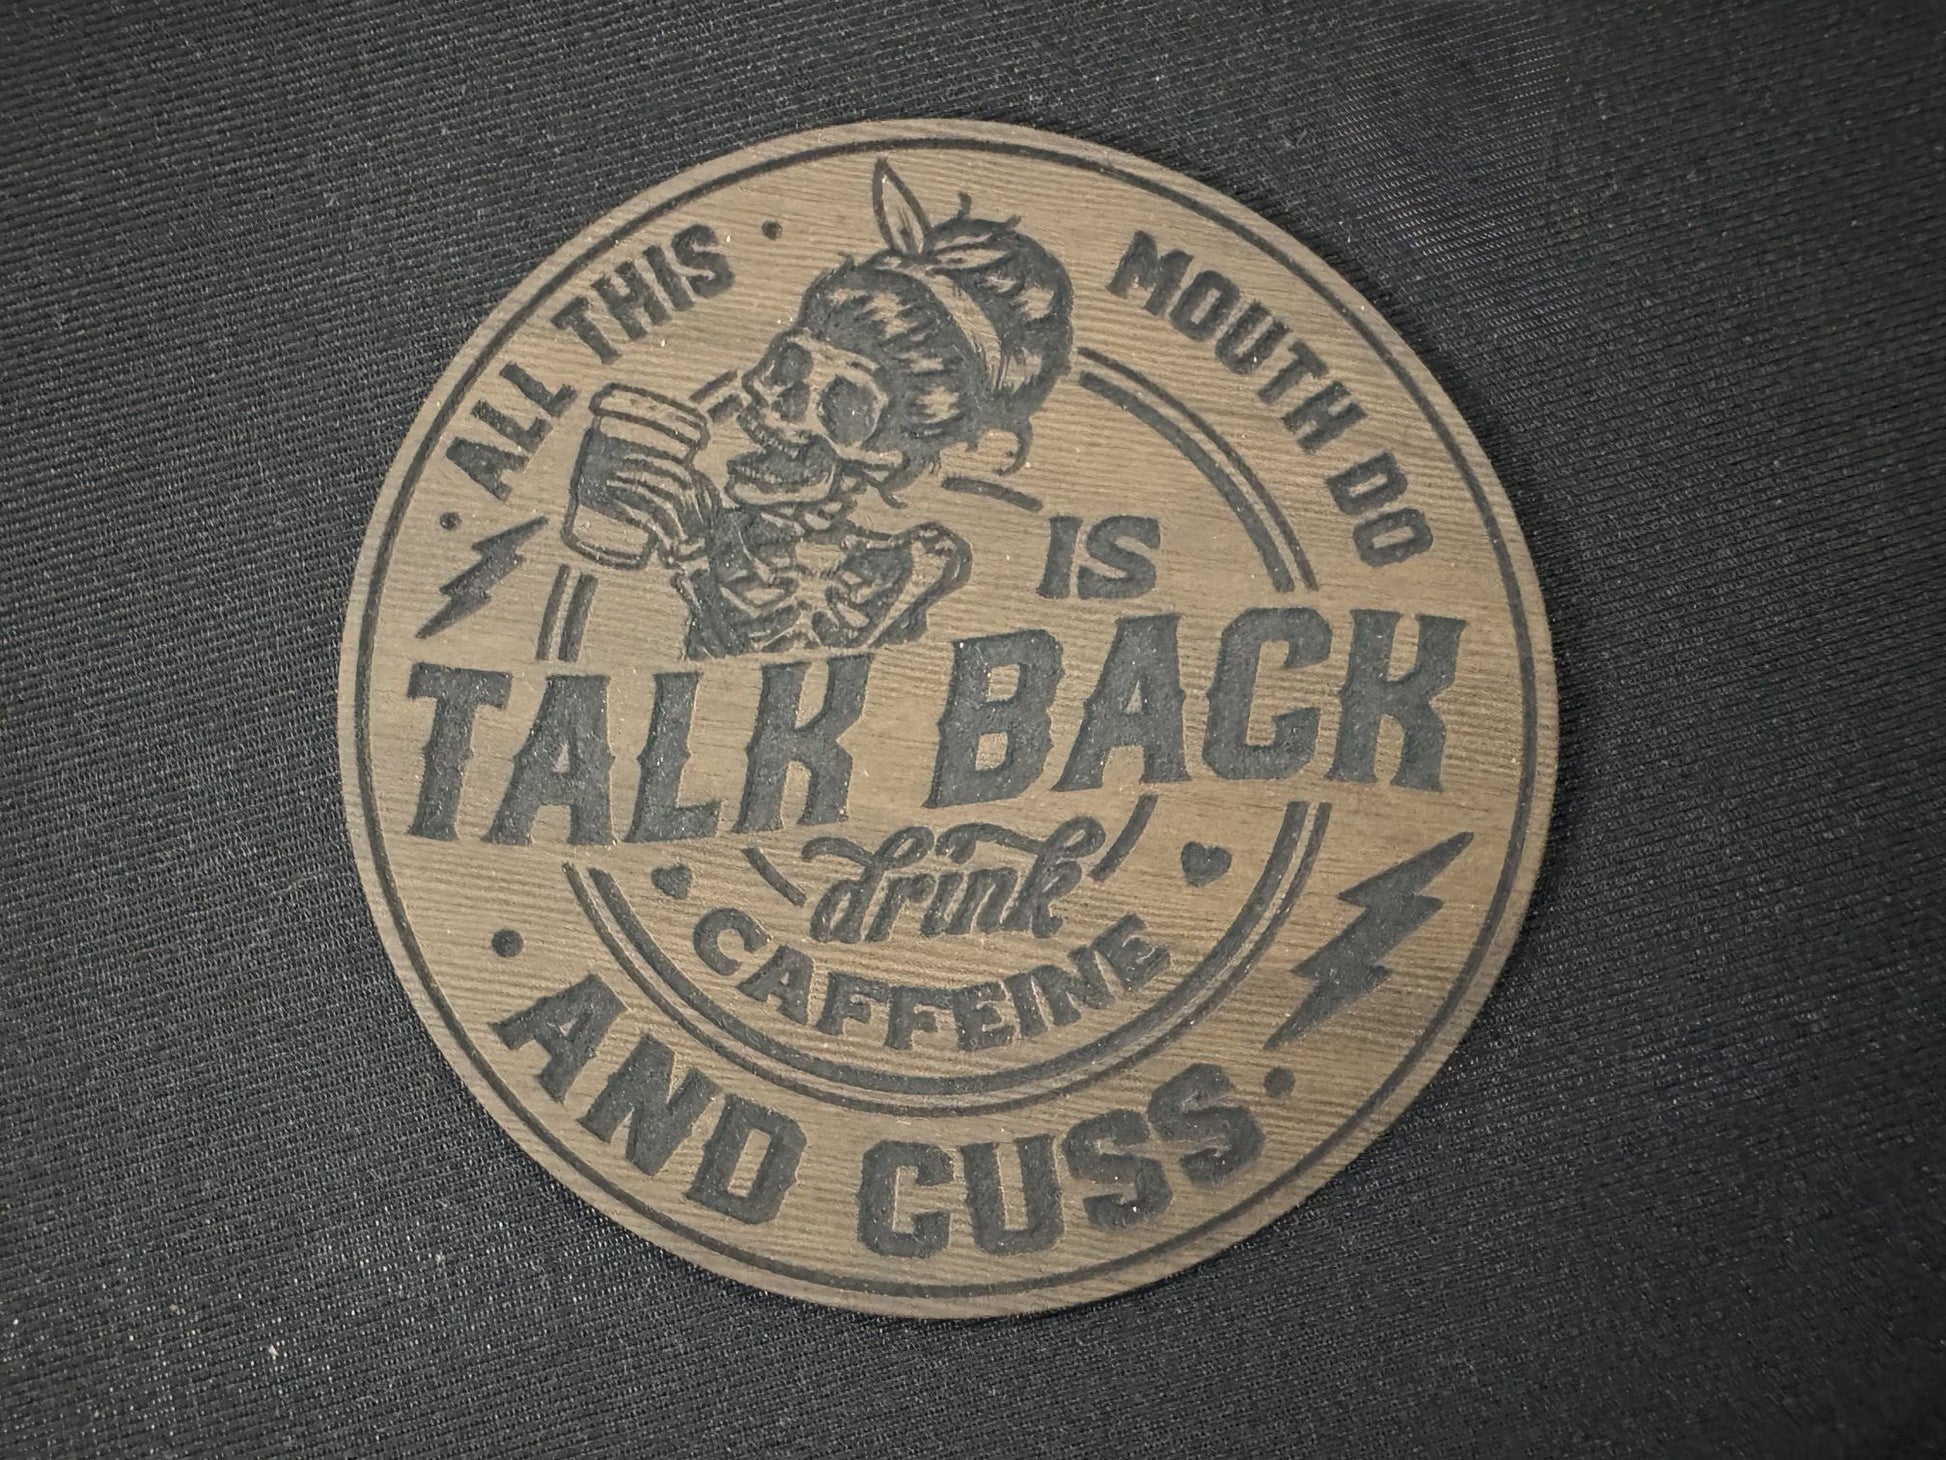 ALL THIS MOUTH DO
IS
TALK BACK
drink
CAFFEINE
AND CUSS